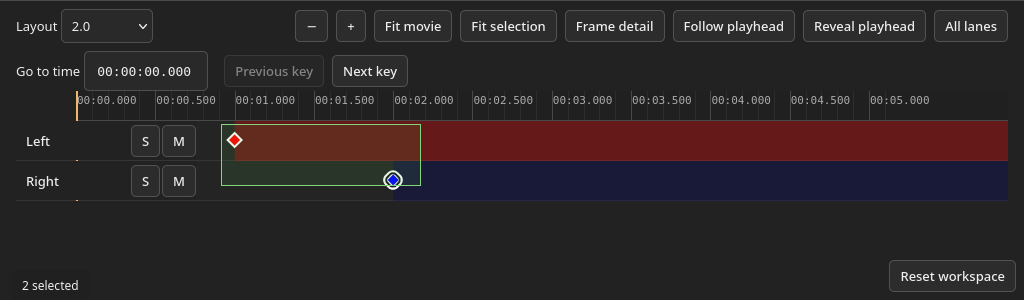 Layout 2.0 − + Fit movie Fit selection Frame detail Follow playhead Reveal playhead All lanes
Go to time 00:00:00.000 Previous key Next key
00:00.000 00:00.500 00:01.000 00:01.500 00:02.000 00:02.500 00:03.000 00:03.500 00:04.000 00:04.500 00:05.000
Left S M
Right S M
Reset workspace
2 selected